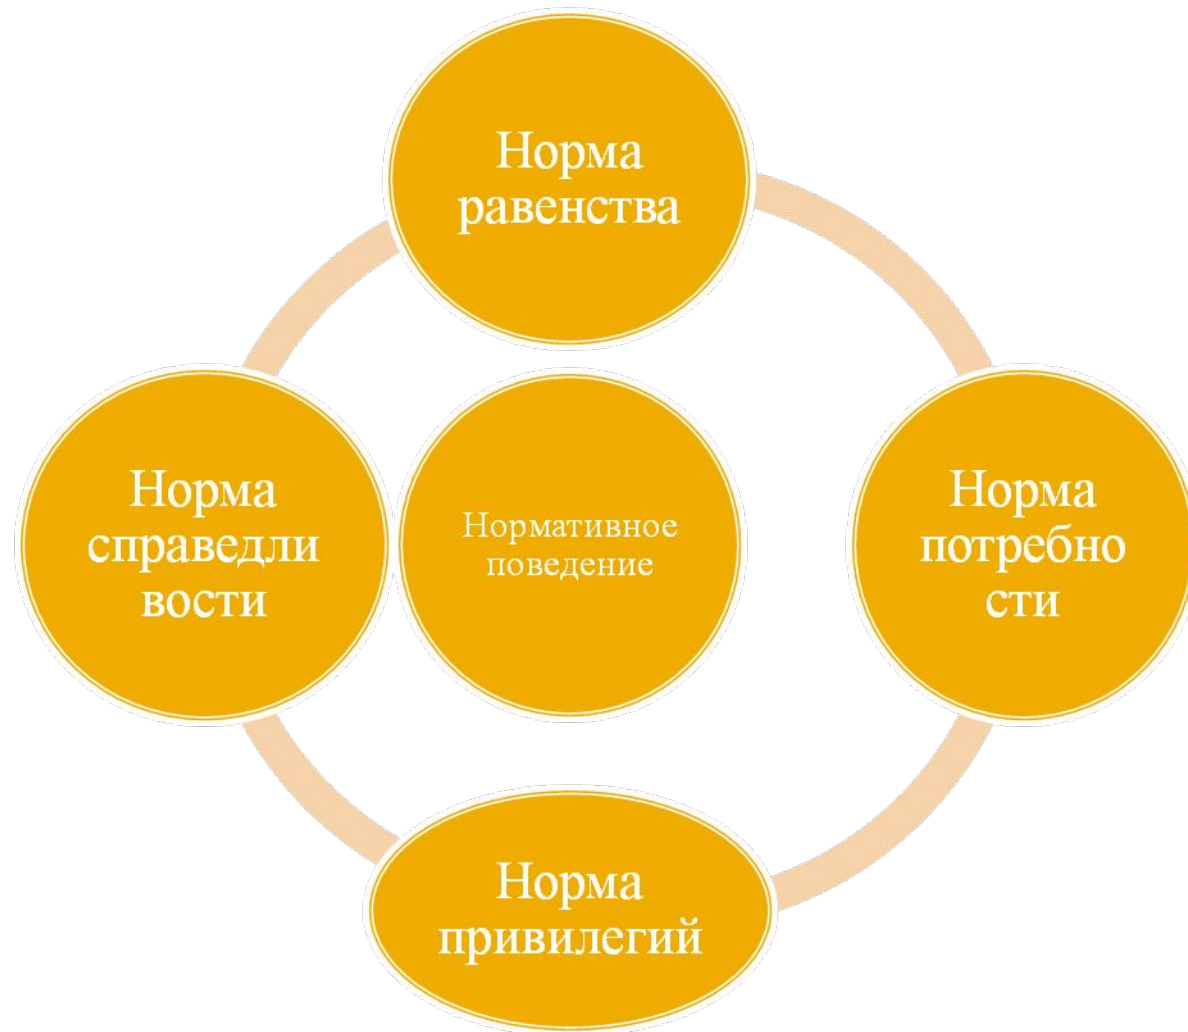 Норма
равенства
Норма
справедли
вости
Нормативное
поведение
Норма
потребно
сти
Норма
привилегий